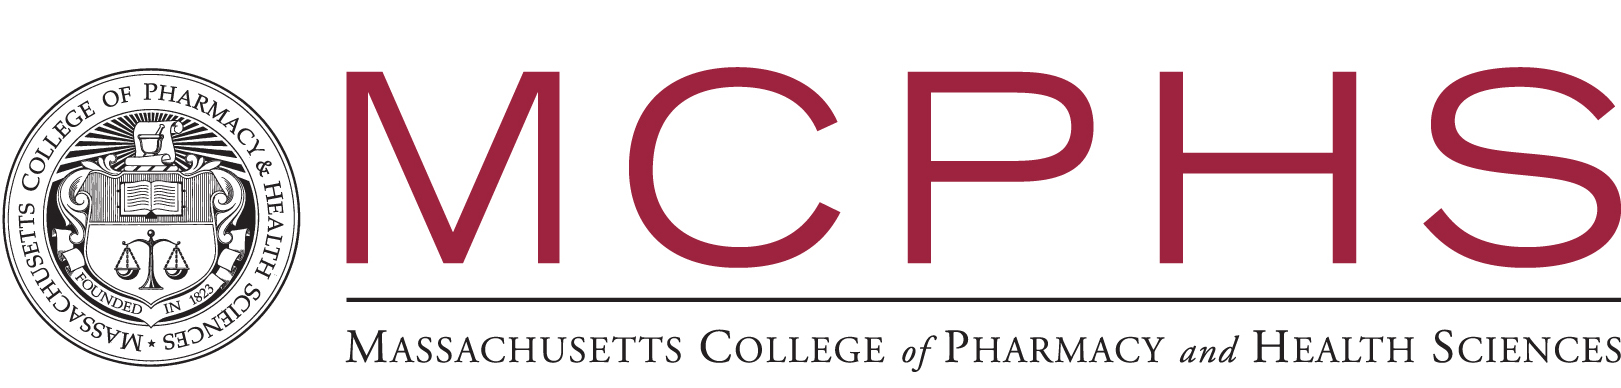 MASSACHUSETTS COLLEGE OF PHARMACY & HEALTH SCIENCES
FOUNDED IN 1823
MCPHS
MASSACHUSETTS COLLEGE of PHARMACY and HEALTH SCIENCES